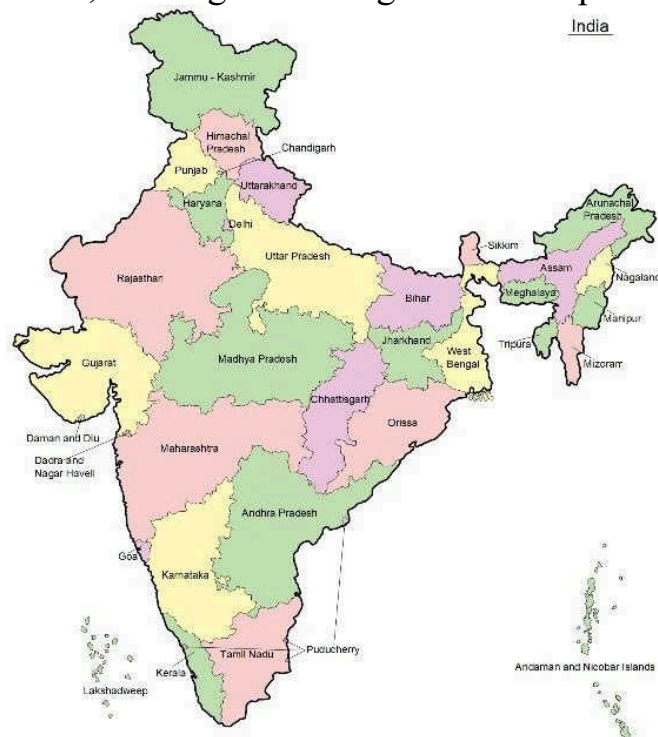 India
Jammu - Kashmir
Himachal
Pradesh
Chandigarh
Punjab
Uttarakhand
Haryana
Delhi
Arunachal
Pradesh
Sikkim
Uttar Pradesh
Rajasthan
Assam
Nagaland
Bihar
Meghalaya
Manipur
Jharkhand
Tripura
West
Bengal
Mizoram
Gujarat
Madhya Pradesh
Chhattisgarh
Orissa
Daman and Diu
Maharashtra
Dadra and
Nagar Haveli
Andhra Pradesh
Goa
Karnataka
Puducherry
Tamil Nadu
Kerala
Lakshadweep
Andaman and Nicobar Islands